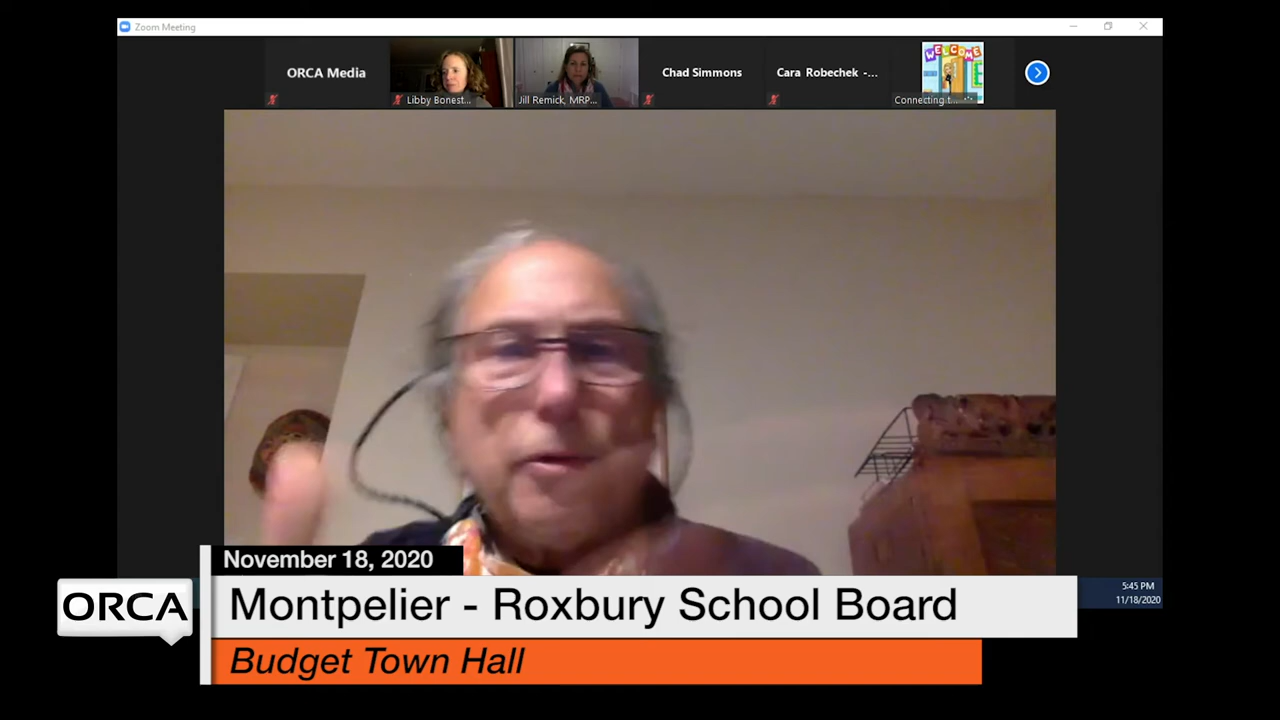 Zoom Meeting
ORCA Media
Libby Bonest...
Jill Remick, MRP...
Chad Simmons
Cara Robechek -...
WELCOME
Connecting t...
November 18, 2020
ORCA
Montpelier - Roxbury School Board
Budget Town Hall
5:45 PM
11/18/2020